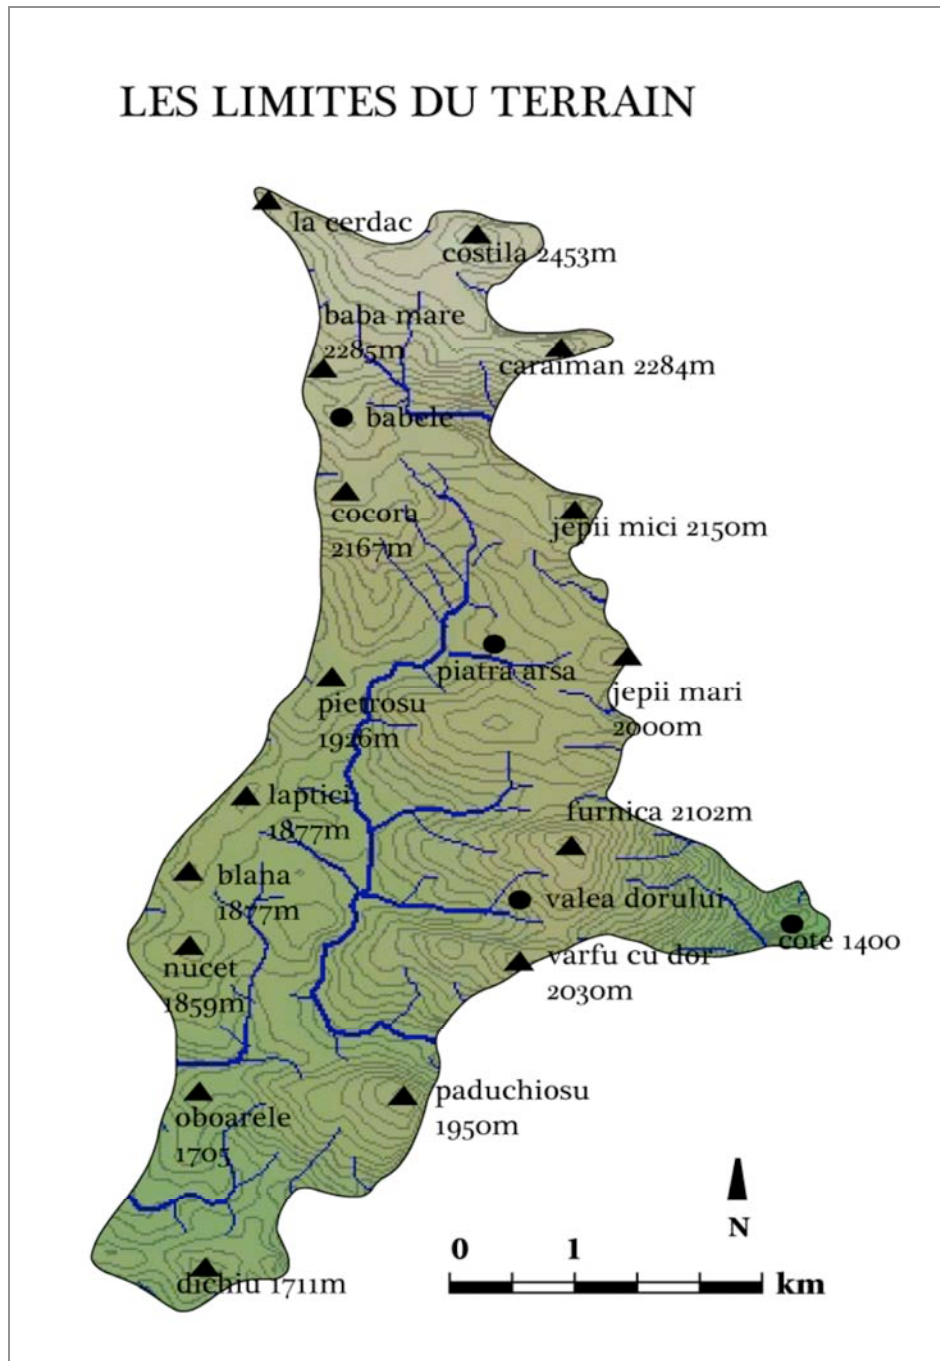 LES LIMITES DU TERRAIN
la cerdac
costila 2453m
baba mare
2285m
caraiman 2284m
babele
cocora
2167m
jepii mici 2150m
piatra arsa
pietrosu
1926m
jepii mari
2000m
laptici
1877m
furnica 2102m
blana
1877m
valea dorului
cote 1400
nucet
1859m
varfu cu dor
2030m
paduchiosu
1950m
oboarele
1705
N
0 1
km
dichiu 1711m